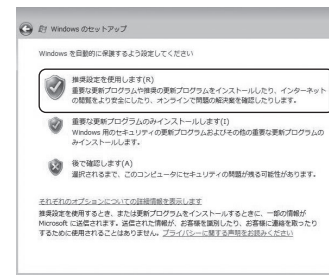 Windows のセットアップ
Windows を自動的に保護するよう設定してください
推奨設定を使用します(R)
重要な更新プログラムや推奨の更新プログラムをインストールしたり、インターネット
の閲覧をより安全にしたり、オンラインで問題の解決策を確認したりします。
重要な更新プログラムのみインストールします(I)
Windows 用のセキュリティの更新プログラムおよびその他の重要な更新プログラムの
みインストールします。
後で確認します(A)
選択されるまで、このコンピュータにセキュリティの問題が残る可能性があります。
それぞれのオプションについての詳細情報を表示します
推奨設定を使用するとき、または更新プログラムをインストールするときに、一部の情報が
Microsoft に送信されます。送信された情報が、お客様を識別したり、お客様に連絡を取ったり
するために使用されることはありません。プライバシーに関する声明をお読みください